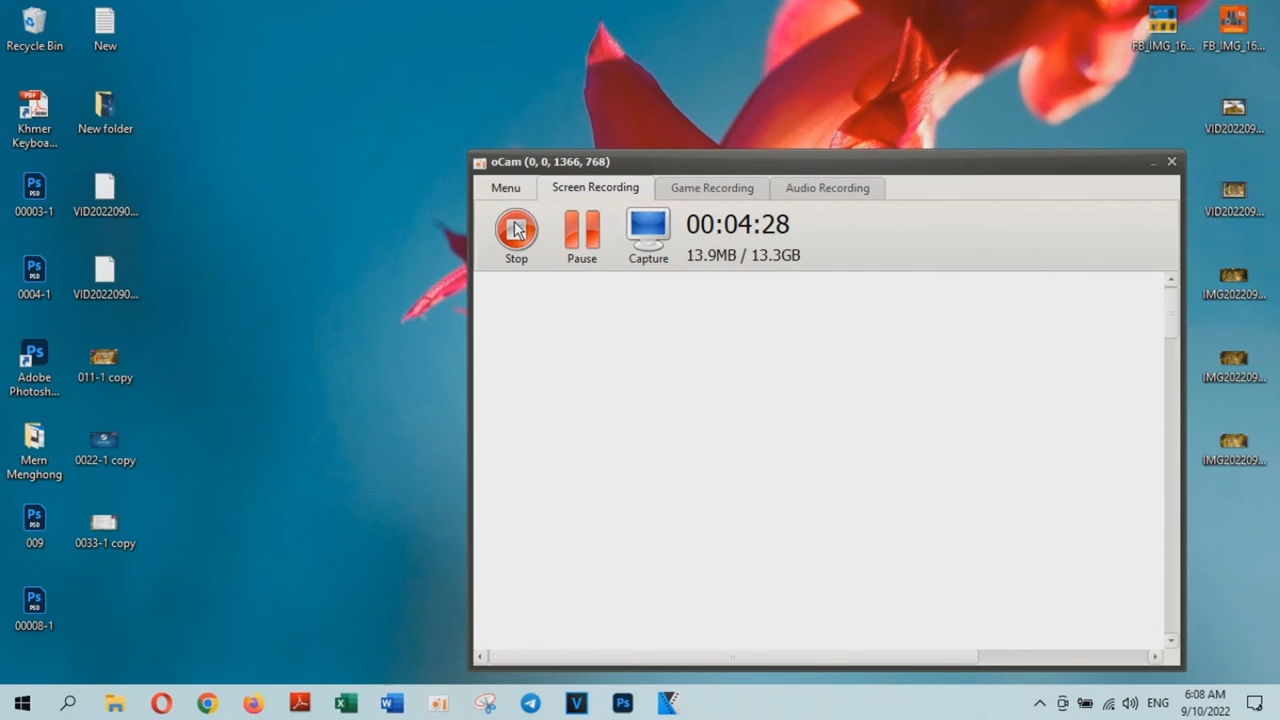 Recycle Bin
New
Khmer
Keyboa...
New folder
00003-1
VID2022090...
0004-1
VID2022090...
Adobe
Photosh...
011-1 copy
Mern
Menghong
0022-1 copy
009
0033-1 copy
00008-1
FB_IMG_16...
FB_IMG_16...
VID202209...
VID202209...
IMG202209...
IMG202209...
IMG202209...
oCam (0, 0, 1366, 768)
Menu
Screen Recording
Game Recording
Audio Recording
Stop
Pause
Capture
00:04:28
13.9MB / 13.3GB
ENG
6:08 AM
9/10/2022